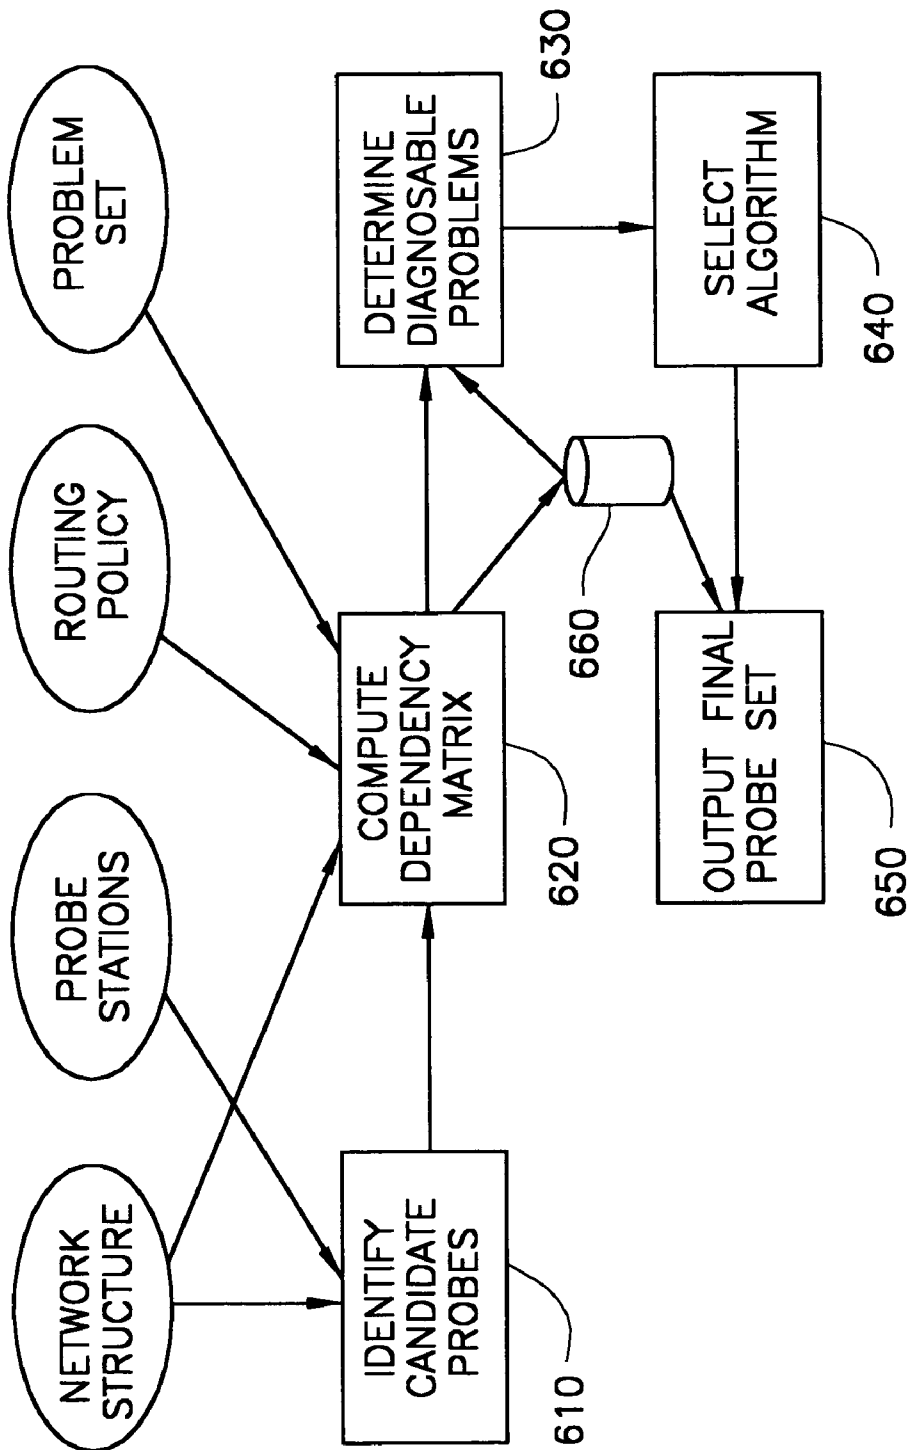 NETWORK
STRUCTURE
PROBE
STATIONS
ROUTING
POLICY
PROBLEM
SET
IDENTIFY
CANDIDATE
PROBES
610
COMPUTE
DEPENDENCY
MATRIX
620
DETERMINE
DIAGNOSABLE
PROBLEMS
630
660
OUTPUT FINAL
PROBE SET
650
SELECT
ALGORITHM
640